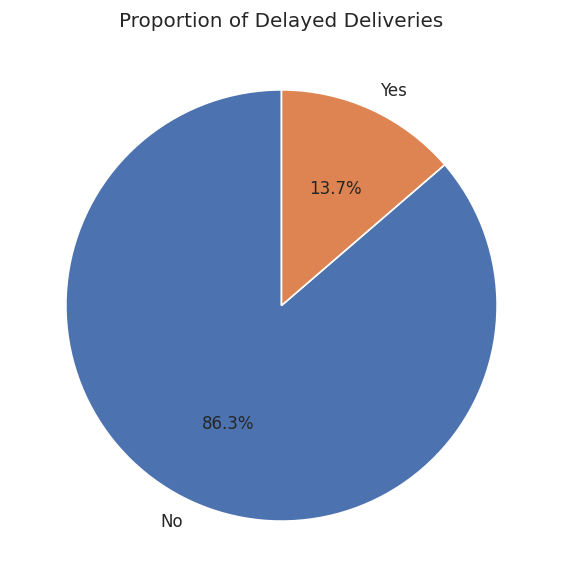 Proportion of Delayed Deliveries
Yes
13.7%
86.3%
No